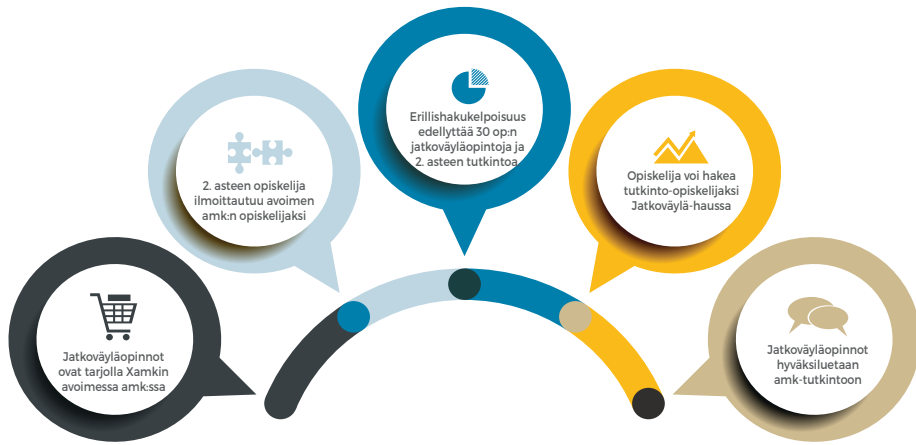 Jatkoväyläopinnot
ovat tarjolla Xamkin
avoimessa amk:ssa
2. asteen opiskelija
ilmoittautuu avoimen
amk:n opiskelijaksi
Erillishakukelpoisuus
edellyttää 30 op:n
jatkoväyläopintoja ja
2. asteen tutkintoa
Opiskelija voi hakea
tutkinto-opiskelijaksi
Jatkoväylä-haussa
Jatkoväyläopinnot
hyväksiluetaan
amk-tutkintoon